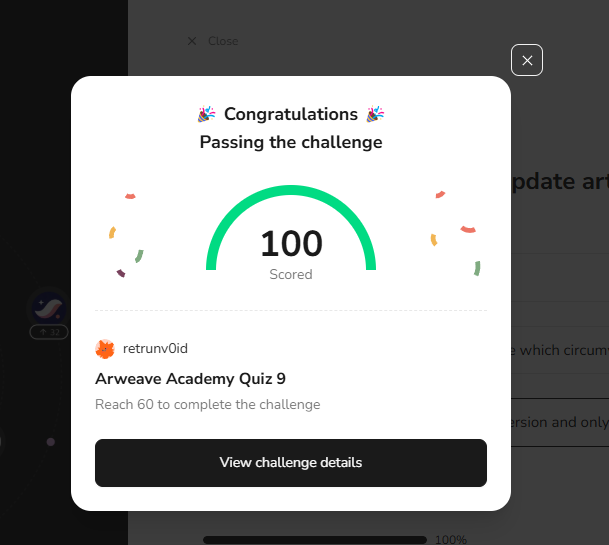 Close
Congratulations
Passing the challenge
pdate art
100
Scored
↑ 32
retrunv0id
e which circum
Arweave Academy Quiz 9
Reach 60 to complete the challenge
ersion and only
View challenge details
100%